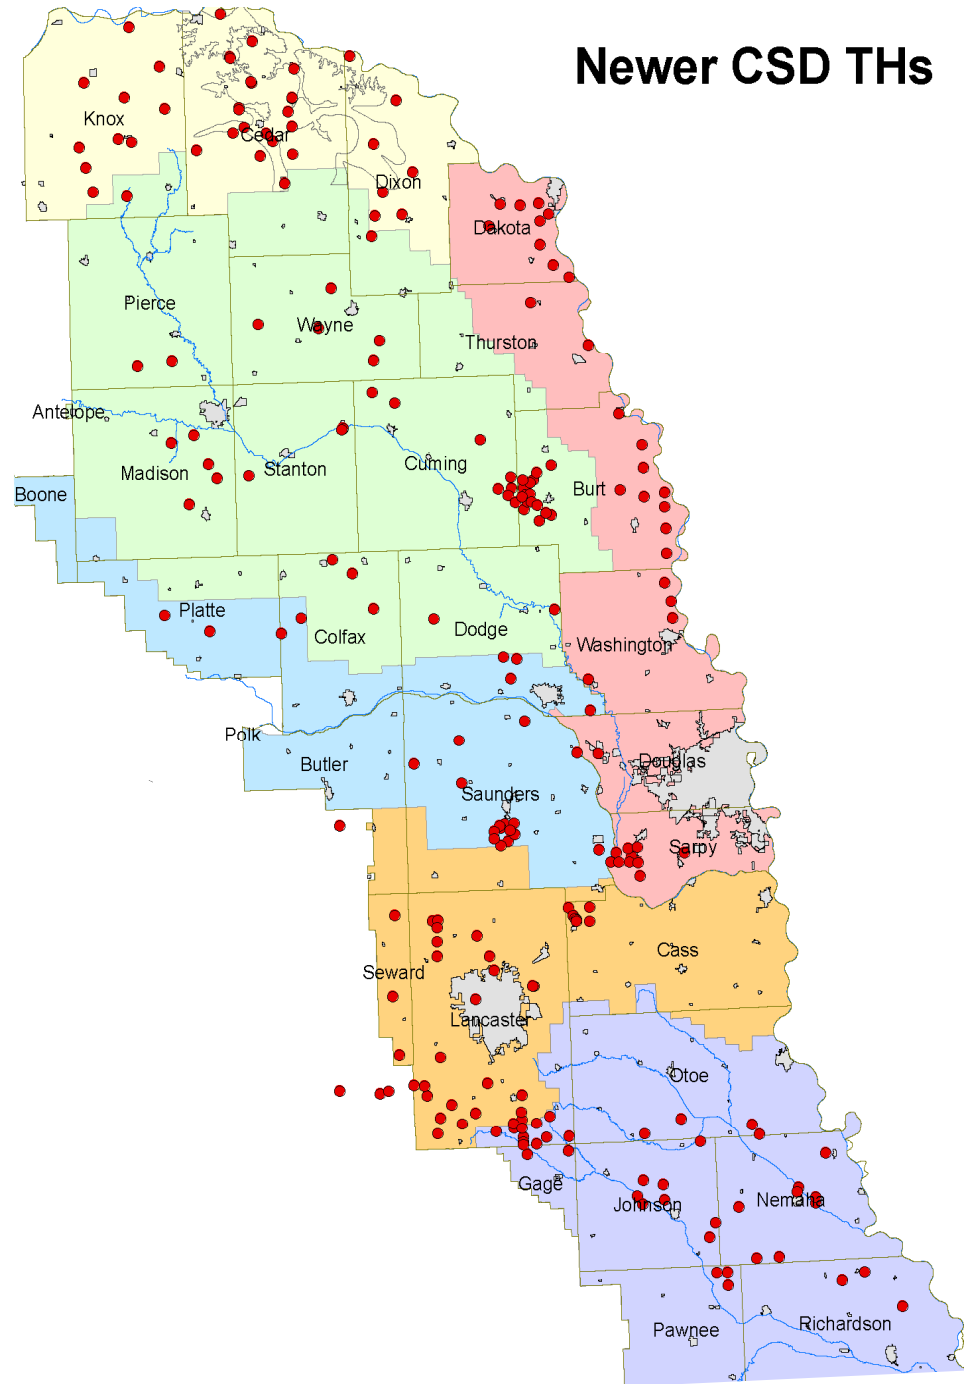 Newer CSD THs
Knox
Cedar
Dixon
Dakota
Pierce
Wayne
Thurston
Antelope
Madison
Stanton
Cuming
Burt
Boone
Platte
Colfax
Dodge
Washington
Polk
Butler
Saunders
Douglas
Sarpy
Seward
Cass
Lancaster
Otoe
Gage
Johnson
Nemaha
Pawnee
Richardson